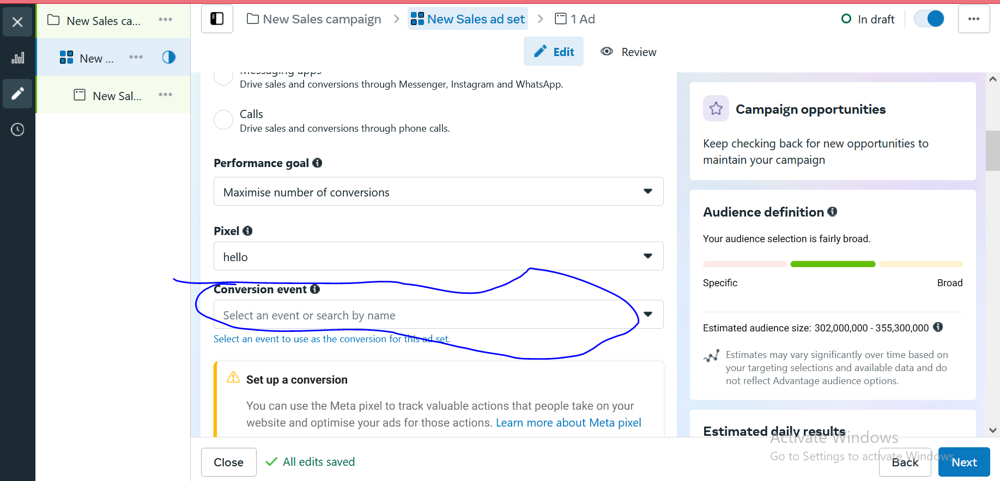 New Sales ca...
New Sales campaign
New Sales ad set
1 Ad
In draft
New ...
Edit
Review
New Sal...
Messaging apps
Drive sales and conversions through Messenger, Instagram and WhatsApp.
Calls
Drive sales and conversions through phone calls.
Performance goal
Maximise number of conversions
Pixel
hello
Conversion event
Select an event or search by name
Select an event to use as the conversion for this ad set.
Set up a conversion
You can use the Meta pixel to track valuable actions that people take on your
website and optimise your ads for those actions. Learn more about Meta pixel
Campaign opportunities
Keep checking back for new opportunities to
maintain your campaign
Audience definition
Your audience selection is fairly broad.
Specific
Broad
Estimated audience size: 302,000,000 - 355,300,000
Estimates may vary significantly over time based on
your targeting selections and available data and do
not reflect Advantage audience options.
Estimated daily results
Activate Windows
Go to Settings to activate Windows.
Close
All edits saved
Back
Next